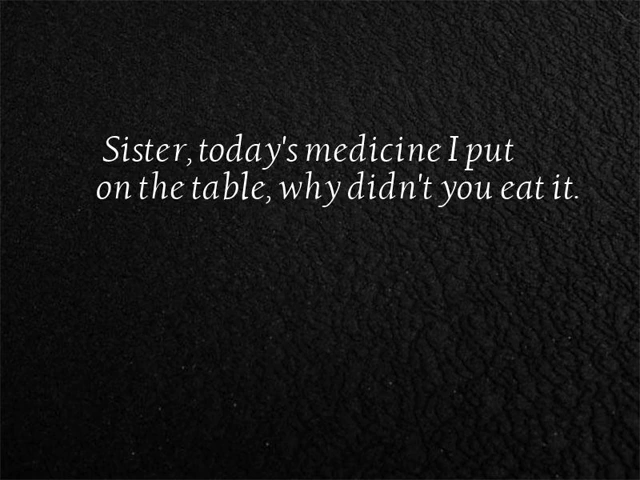 Sister, today's medicine I put
on the table, why didn't you eat it.